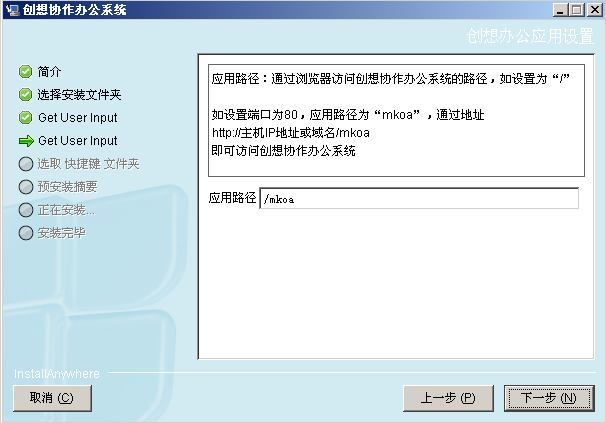 创想协作办公系统
创想办公应用设置
简介
选择安装文件夹
Get User Input
Get User Input
选取 快捷键 文件夹
预安装摘要
正在安装...
安装完毕
应用路径：通过浏览器访问创想协作办公系统的路径，如设置为“/”
如设置端口为80，应用路径为“mkoa”，通过地址
http://主机IP地址或域名/mkoa
即可访问创想协作办公系统
应用路径 /mkoa
InstallAnywhere
取消 (C) 上一步 (P) 下一步 (N)